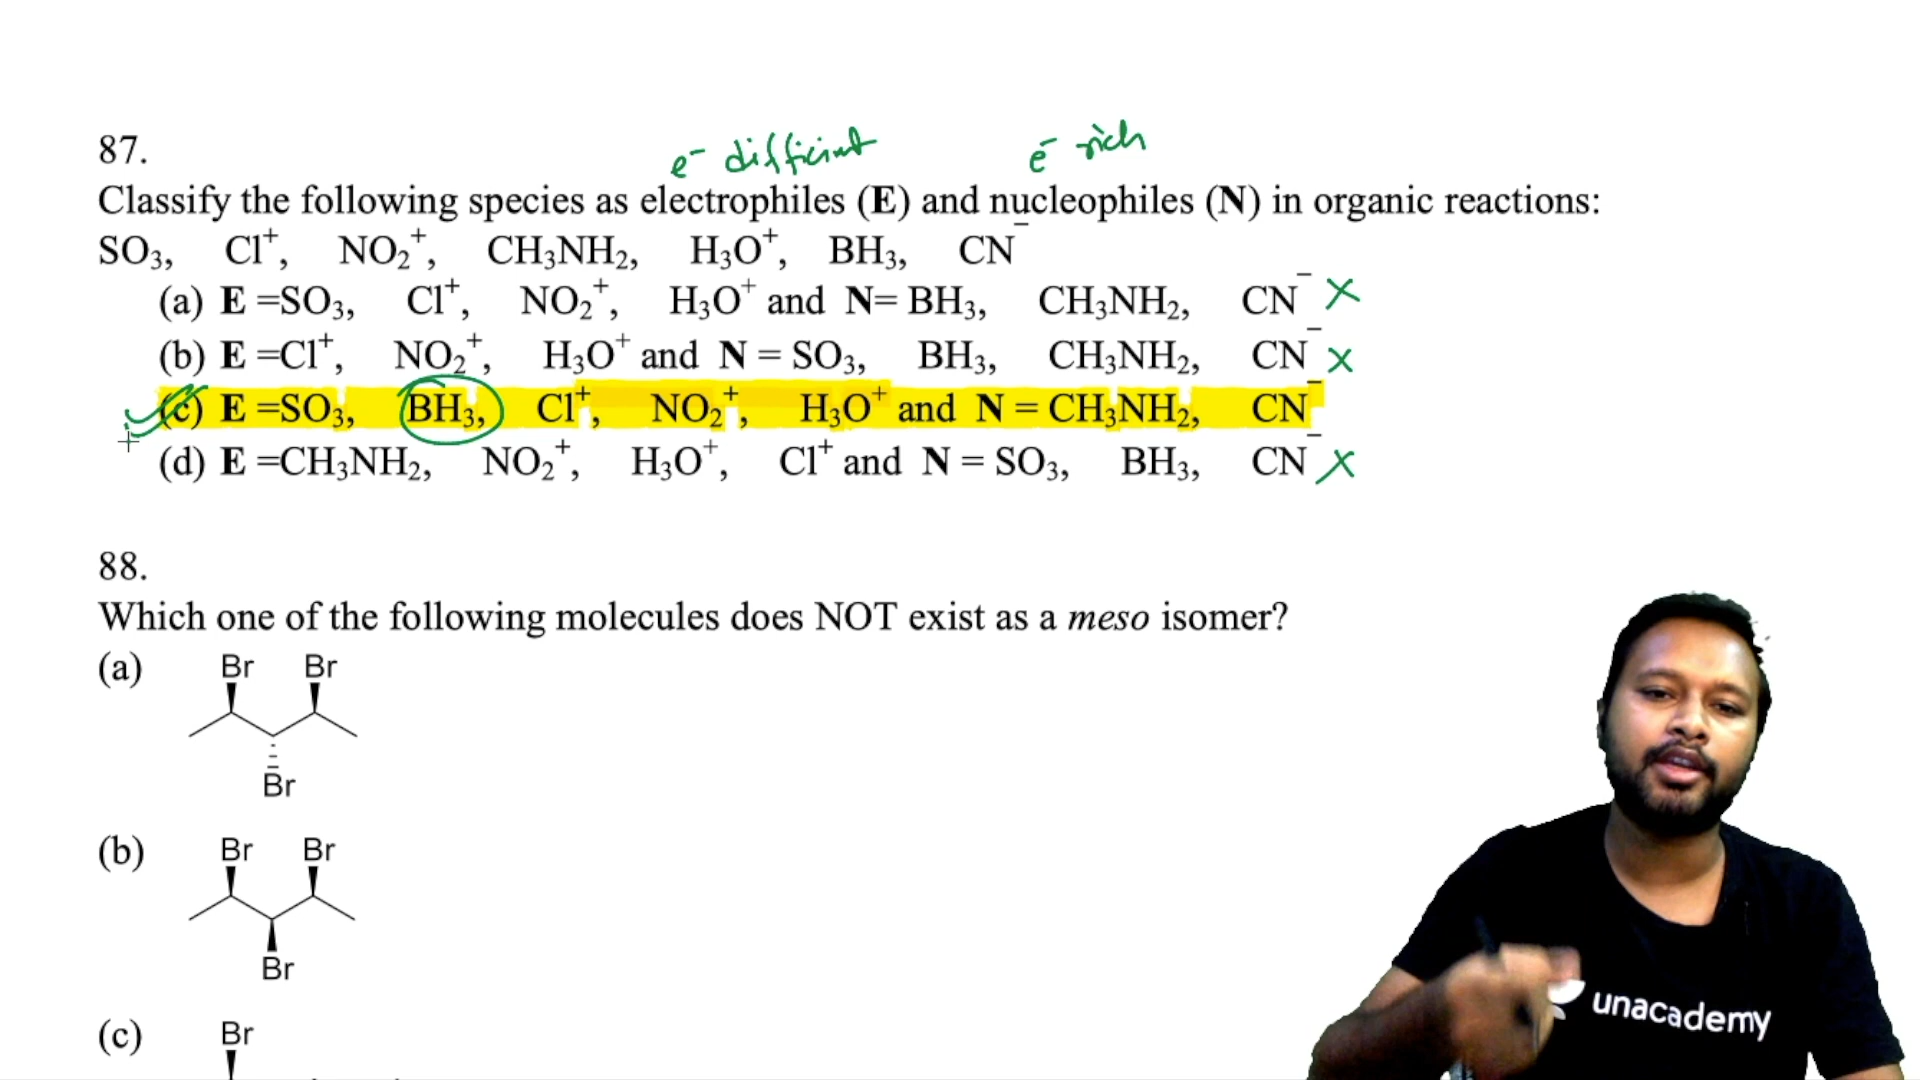 87.
e⁻ difficint
e⁻ rich
Classify the following species as electrophiles (E) and nucleophiles (N) in organic reactions:
SO₃, Cl⁺, NO₂⁺, CH₃NH₂, H₃O⁺, BH₃, CN⁻
(a) E =SO₃, Cl⁺, NO₂⁺, H₃O⁺ and N= BH₃, CH₃NH₂, CN⁻ ×
(b) E =Cl⁺, NO₂⁺, H₃O⁺ and N = SO₃, BH₃, CH₃NH₂, CN⁻ ×
(c) E =SO₃, BH₃, Cl⁺, NO₂⁺, H₃O⁺ and N = CH₃NH₂, CN⁻
(d) E =CH₃NH₂, NO₂⁺, H₃O⁺, Cl⁺ and N = SO₃, BH₃, CN⁻ ×
88.
Which one of the following molecules does NOT exist as a meso isomer?
(a) Br Br
Br
(b) Br Br
Br
(c) Br
unacademy